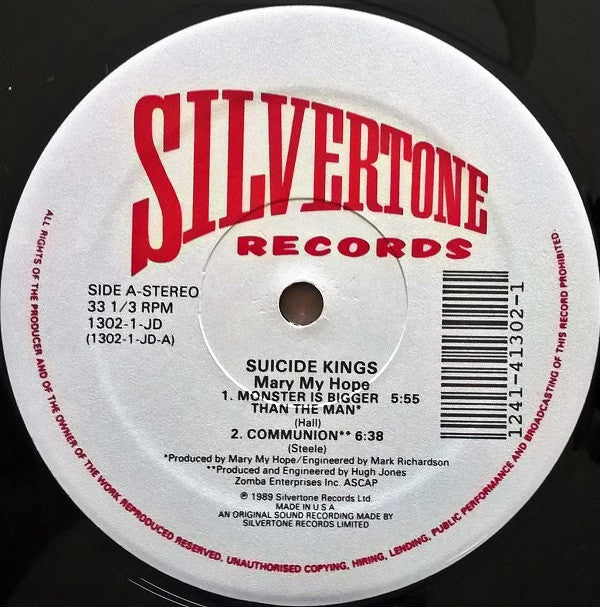 SILVERTONE
RECORDS
SIDE A-STEREO
33 1/3 RPM
1302-1-JD
(1302-1-JD-A)
1241-41302-1
SUICIDE KINGS
Mary My Hope
1. MONSTER IS BIGGER 5:55
THAN THE MAN*
(Hall)
2. COMMUNION** 6:38
(Steele)
*Produced by Mary My Hope/Engineered by Mark Richardson
**Produced and Engineered by Hugh Jones
Zomba Enterprises Inc. ASCAP
℗ 1989 Silvertone Records Ltd.
MADE IN U S A
AN ORIGINAL SOUND RECORDING MADE BY
SILVERTONE RECORDS LIMITED
ALL RIGHTS OF THE PRODUCER AND OF THE OWNER OF THE WORK REPRODUCED RESERVED. UNAUTHORISED COPYING, HIRING, LENDING, PUBLIC PERFORMANCE AND BROADCASTING OF THIS RECORD PROHIBITED.